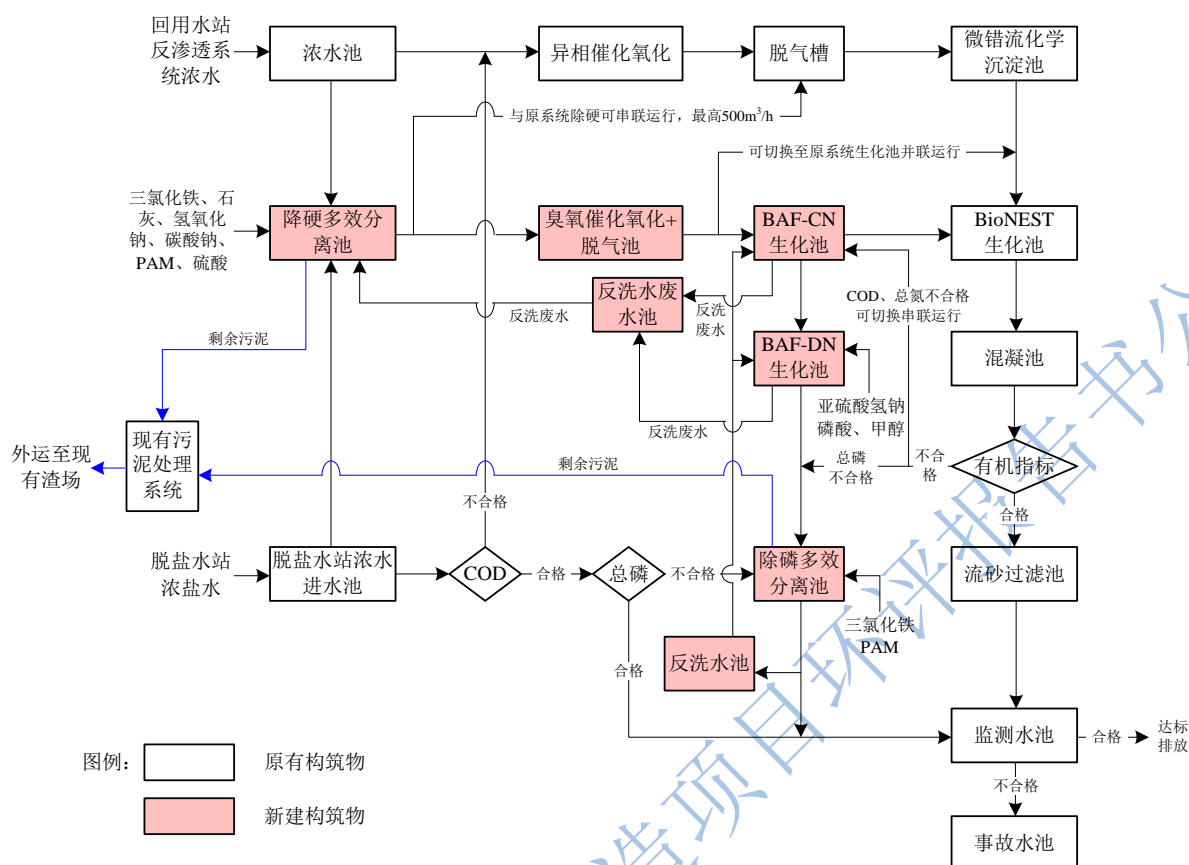 回用水站
反渗透系
统浓水
浓水池
异相催化氧化
脱气槽
微错流化学
沉淀池
与原系统除硬可串联运行，最高500m³/h
可切换至原系统生化池并联运行
三氯化铁、石
灰、氢氧化
钠、碳酸钠、
PAM、硫酸
降硬多效分
离池
臭氧催化氧化+
脱气池
BAF-CN
生化池
BioNEST
生化池
反洗水废
水池
反洗废水
反洗
废水
COD、总氮不合格
可切换串联运行
剩余污泥
BAF-DN
生化池
混凝池
亚硫酸氢钠
磷酸、甲醇
反洗废水
外运至现
有渣场
现有污
泥处理
系统
剩余污泥
总磷
不合格
不合
格
有机指标
不合格
合格
脱盐水站
浓盐水
脱盐水站浓水
进水池
COD
合格
总磷
不合格
除磷多效
分离池
流砂过滤池
三氯化铁
PAM
合格
反洗水池
监测水池
合格
达标
排放
图例：
原有构筑物
不合格
新建构筑物
事故水池
浩项目环评报告书公